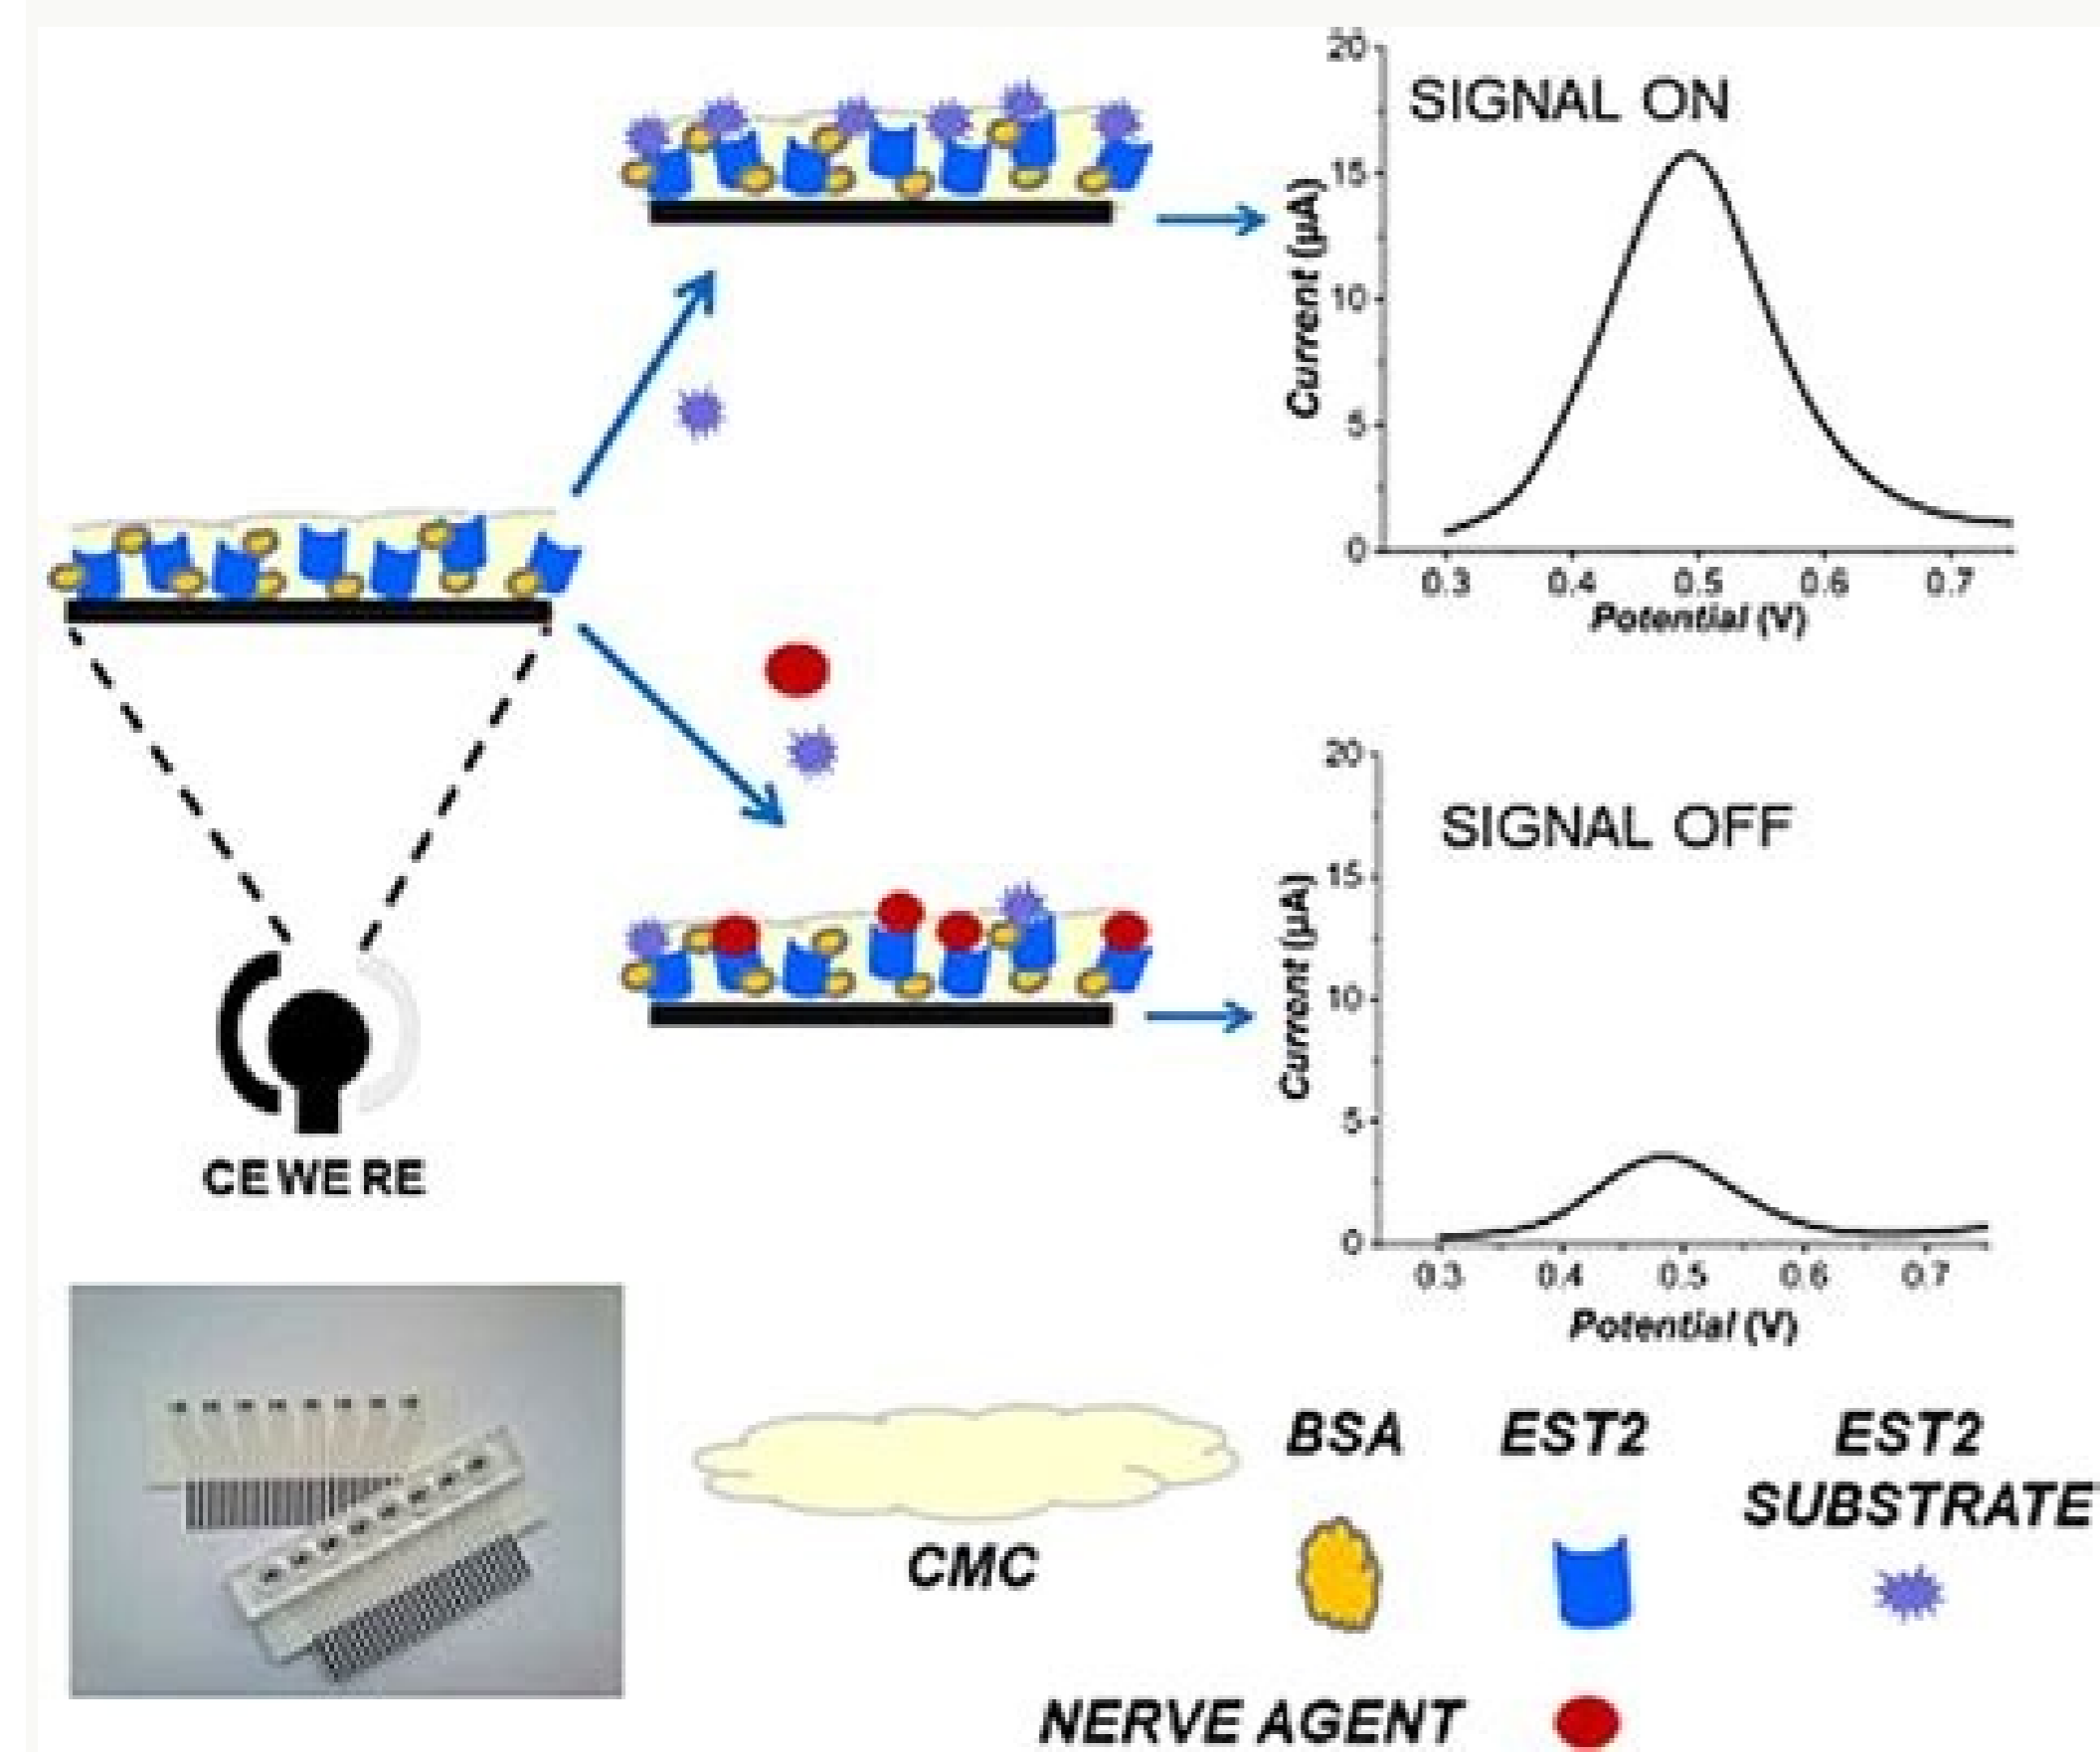 SIGNAL ON
20
15
10
5
0
Current (µA)
0.3 0.4 0.5 0.6 0.7
Potential (V)
SIGNAL OFF
20
15
10
5
0
Current (µA)
0.3 0.4 0.5 0.6 0.7
Potential (V)
CE WE RE
CMC
BSA
EST2
EST2
SUBSTRATE
NERVE AGENT